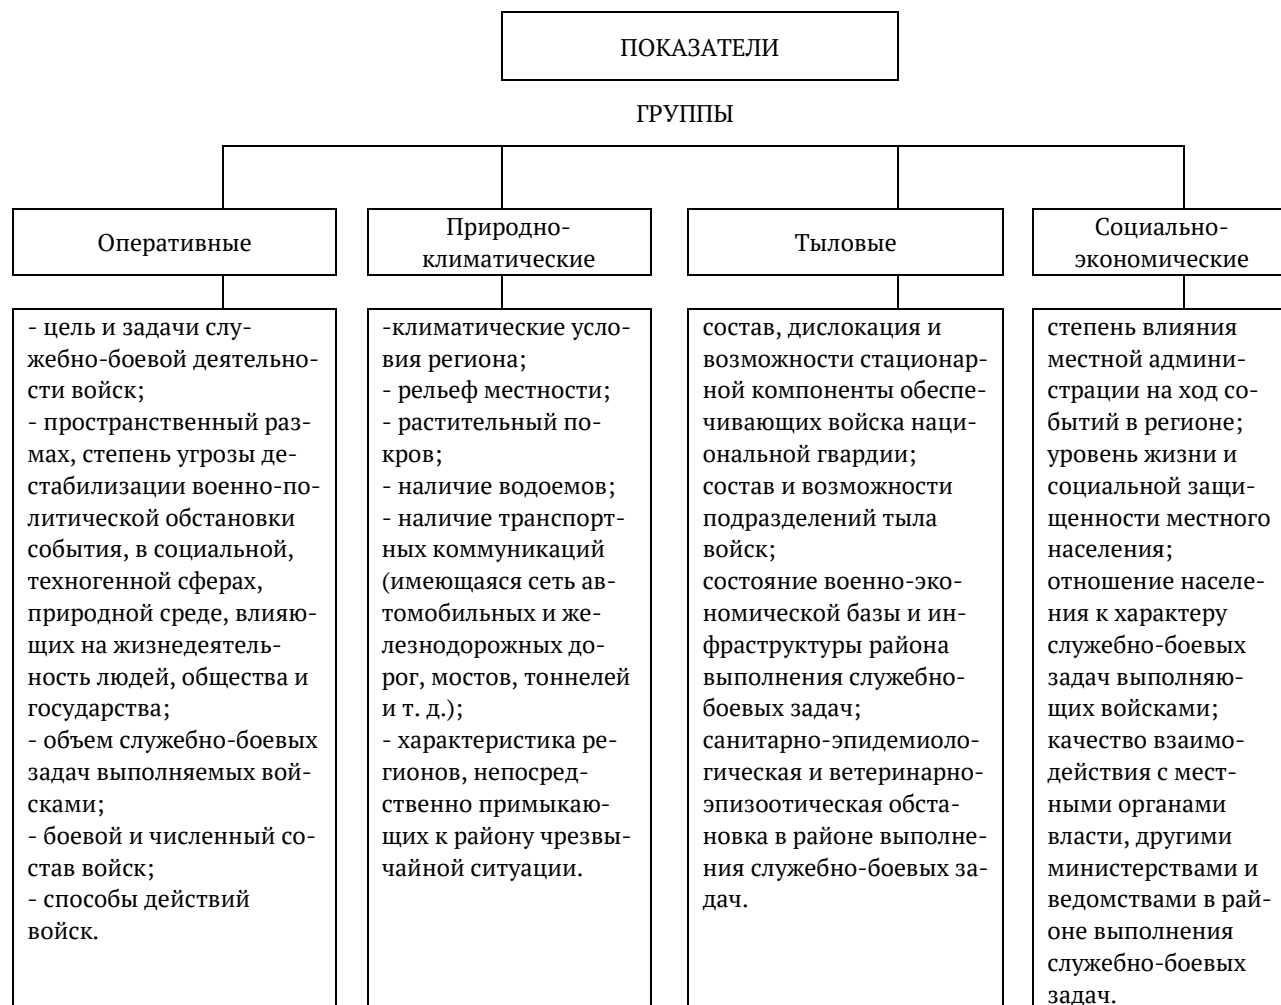 ПОКАЗАТЕЛИ
ГРУППЫ
Оперативные
Природно-
климатические
Тыловые
Социально-
экономические
- цель и задачи слу-
жебно-боевой деятельно-
сти войск;
- пространственный раз-
мах, степень угрозы де-
стабилизации военно-по-
литической обстановки
события, в социальной,
техногенной сферах,
природной среде, влияю-
щих на жизнедеятель-
ность людей, общества и
государства;
- объем служебно-боевых
задач выполняемых вой-
сками;
- боевой и численный со-
став войск;
- способы действий
войск.
-климатические усло-
вия региона;
- рельеф местности;
- растительный по-
кров;
- наличие водоемов;
- наличие транспорт-
ных коммуникаций
(имеющаяся сеть ав-
томобильных и же-
лезнодорожных до-
рог, мостов, тоннелей
и т. д.);
- характеристика ре-
гионов, непосред-
ственно примыкаю-
щих к району чрезвы-
чайной ситуации.
состав, дислокация и
возможности стационар-
ной компоненты обеспе-
чивающих войска наци-
ональной гвардии;
состав и возможности
подразделений тыла
войск;
состояние военно-эко-
номической базы и ин-
фраструктуры района
выполнения служебно-
боевых задач;
санитарно-эпидемиоло-
гическая и ветеринарно-
эпизоотическая обста-
новка в районе выполне-
ния служебно-боевых за-
дач.
степень влияния
местной админи-
страции на ход со-
бытий в регионе;
уровень жизни и
социальной защи-
щенности местного
населения;
отношение населе-
ния к характеру
служебно-боевых
задач выполняю-
щих войсками;
качество взаимо-
действия с мест-
ными органами
власти, другими
министерствами и
ведомствами в рай-
оне выполнения
служебно-боевых
задач.